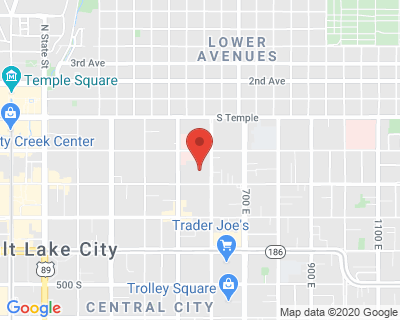 N State St
LOWER
AVENUES
3rd Ave
2nd Ave
Temple Square
S Temple
ty Creek Center
700 E
Trader Joe's
lt Lake City
186
1100 E
89
900 E
500 S
Trolley Square
CENTRAL CITY
Google
Map data ©2020 Google